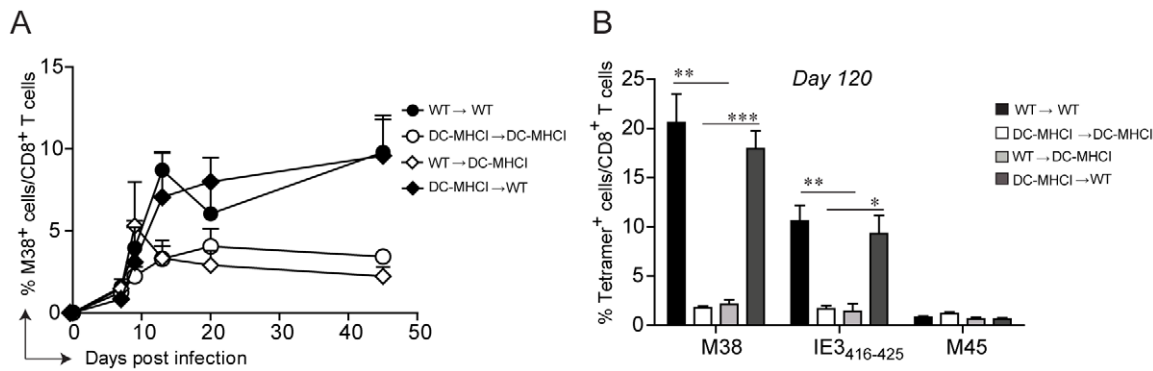 A
% M38+ cells/CD8+ T cells
15
10
5
0
0 10 20 30 40 50
Days post infection
WT → WT
DC-MHCI → DC-MHCI
WT → DC-MHCI
DC-MHCI → WT
B
Day 120
% Tetramer+ cells/CD8+ T cells
25
20
15
10
5
0
**
***
**
*
M38 IE3416-425 M45
WT → WT
DC-MHCI → DC-MHCI
WT → DC-MHCI
DC-MHCI → WT